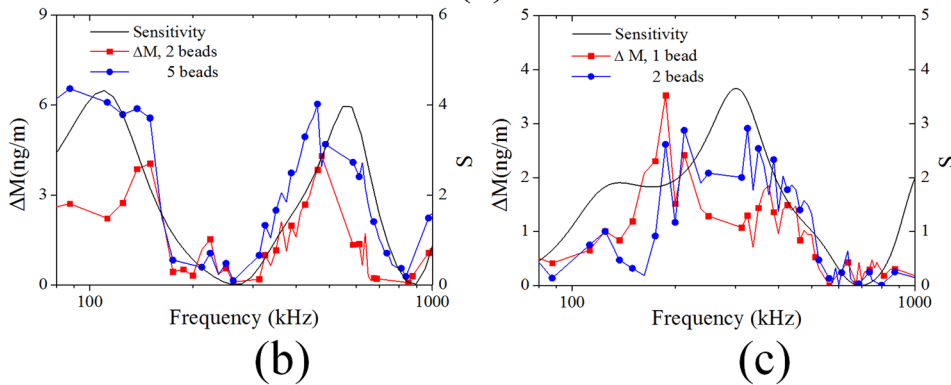 9
6
3
0
ΔM(ng/m)
Sensitivity
ΔM, 2 beads
5 beads
6
4
2
0
S
100
1000
Frequency (kHz)
(b)
5
4
3
2
1
0
ΔM(ng/m)
Sensitivity
Δ M, 1 bead
2 beads
5
4
3
2
1
0
S
100
1000
Frequency (kHz)
(c)